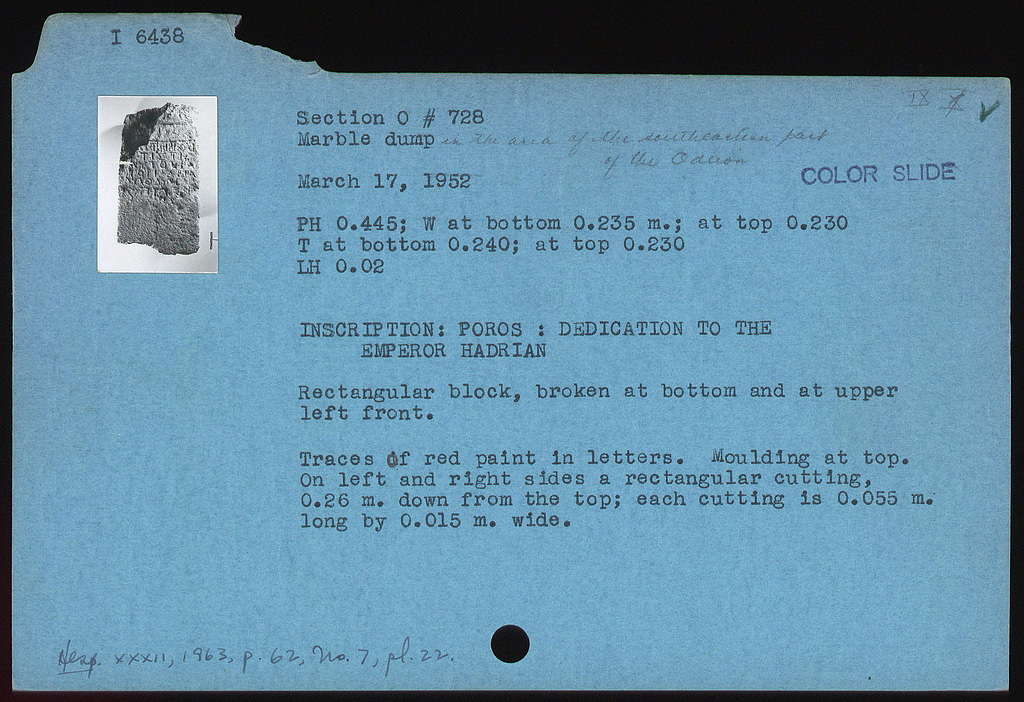 I 6438
IX
Section O # 728
Marble dump in the area of the southeastern part
of the Odeion
March 17, 1952
COLOR SLIDE
PH 0.445; W at bottom 0.235 m.; at top 0.230
T at bottom 0.240; at top 0.230
LH 0.02
INSCRIPTION: POROS : DEDICATION TO THE
EMPEROR HADRIAN
Rectangular block, broken at bottom and at upper
left front.
Traces Of red paint in letters. Moulding at top.
On left and right sides a rectangular cutting,
0.26 m. down from the top; each cutting is 0.055 m.
long by 0.015 m. wide.
Hesp. XXXII, 1963, p. 62, No. 7, pl. 22.